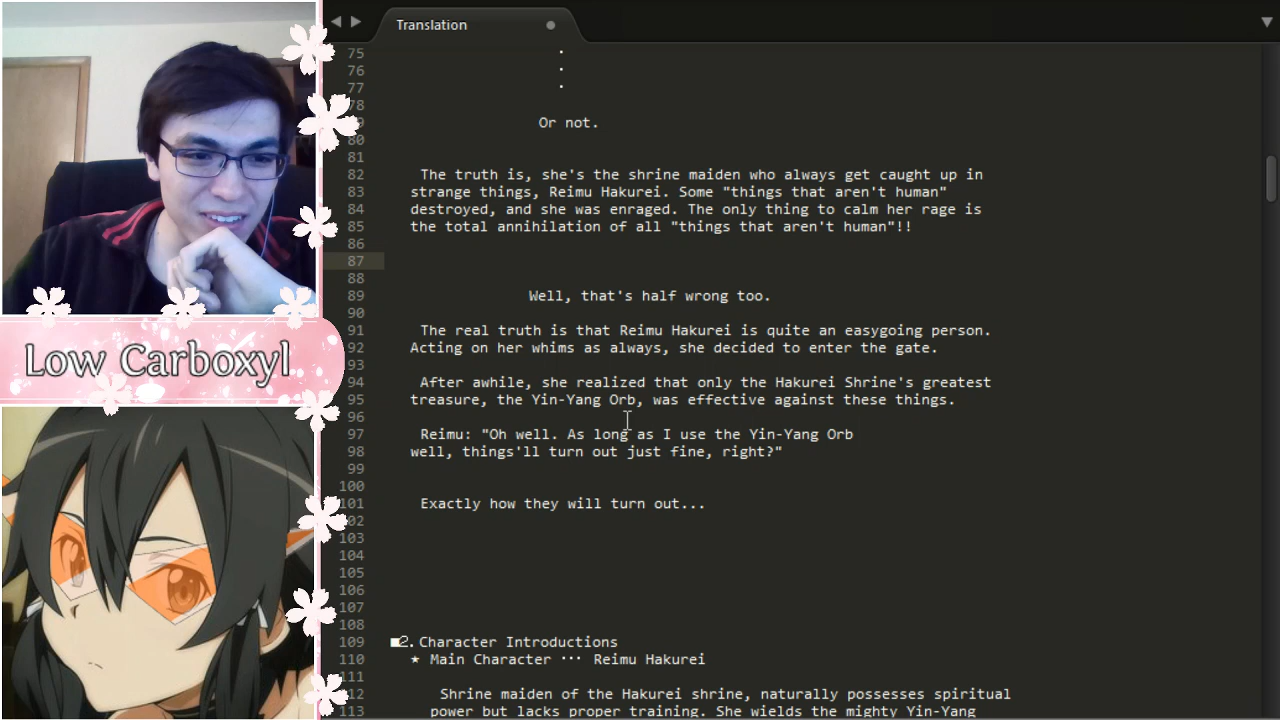 Translation
75
76
77
78
79 Or not.
80
81
82 The truth is, she's the shrine maiden who always get caught up in
83 strange things, Reimu Hakurei. Some "things that aren't human"
84 destroyed, and she was enraged. The only thing to calm her rage is
85 the total annihilation of all "things that aren't human"!!
86
87
88
89 Well, that's half wrong too.
90
91 The real truth is that Reimu Hakurei is quite an easygoing person.
92 Acting on her whims as always, she decided to enter the gate.
93
94 After awhile, she realized that only the Hakurei Shrine's greatest
95 treasure, the Yin-Yang Orb, was effective against these things.
96
97 Reimu: "Oh well. As long as I use the Yin-Yang Orb
98 well, things'll turn out just fine, right?"
99
100
101 Exactly how they will turn out...
102
103
104
105
106
107
108
109 ■2. Character Introductions
110 ★ Main Character ··· Reimu Hakurei
111
112 Shrine maiden of the Hakurei shrine, naturally possesses spiritual
113 power but lacks proper training. She wields the mighty Yin-Yang
Low Carboxyl